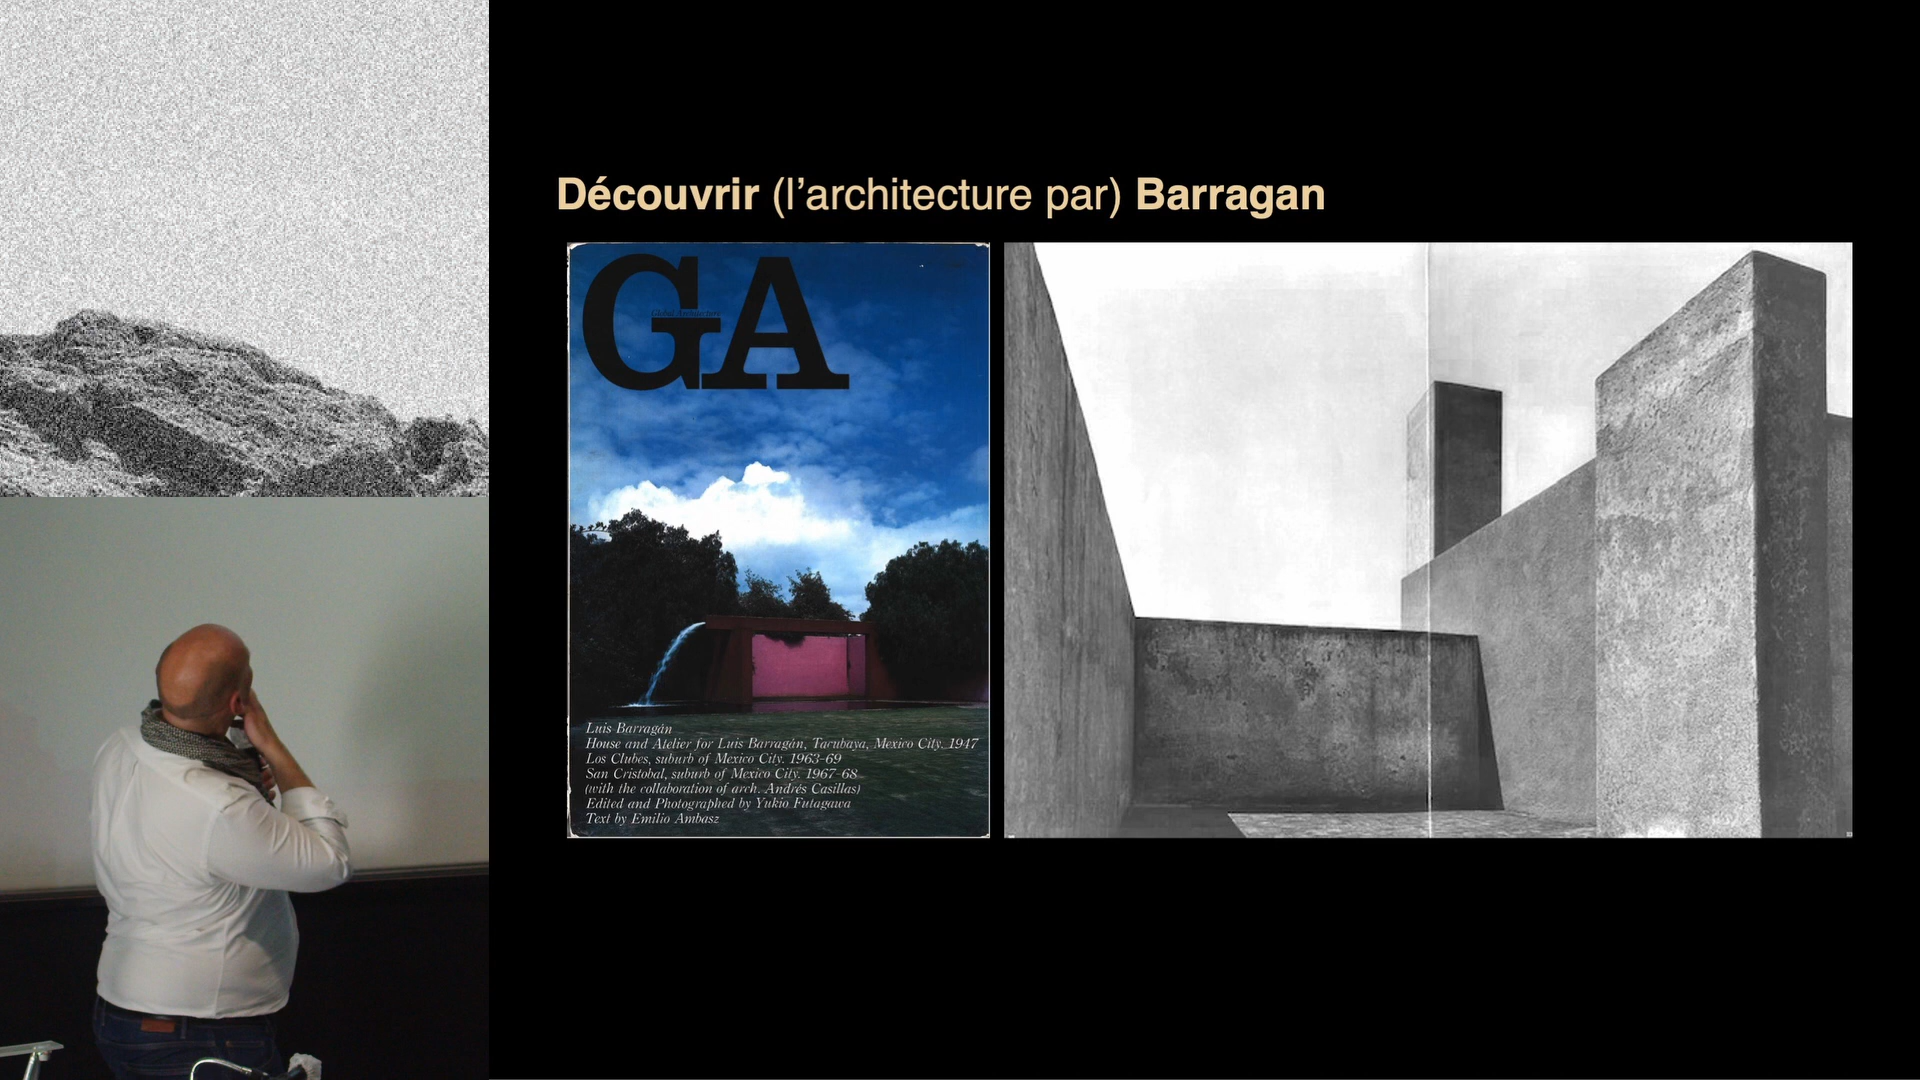 Découvrir (l’architecture par) Barragan
GA
Global Architecture
Luis Barragán
House and Atelier for Luis Barragán, Tacubaya, Mexico City. 1947
Los Clubes, suburb of Mexico City. 1963-69
San Cristobal, suburb of Mexico City. 1967-68
(with the collaboration of arch. Andrés Casillas)
Edited and Photographed by Yukio Futagawa
Text by Emilio Ambasz